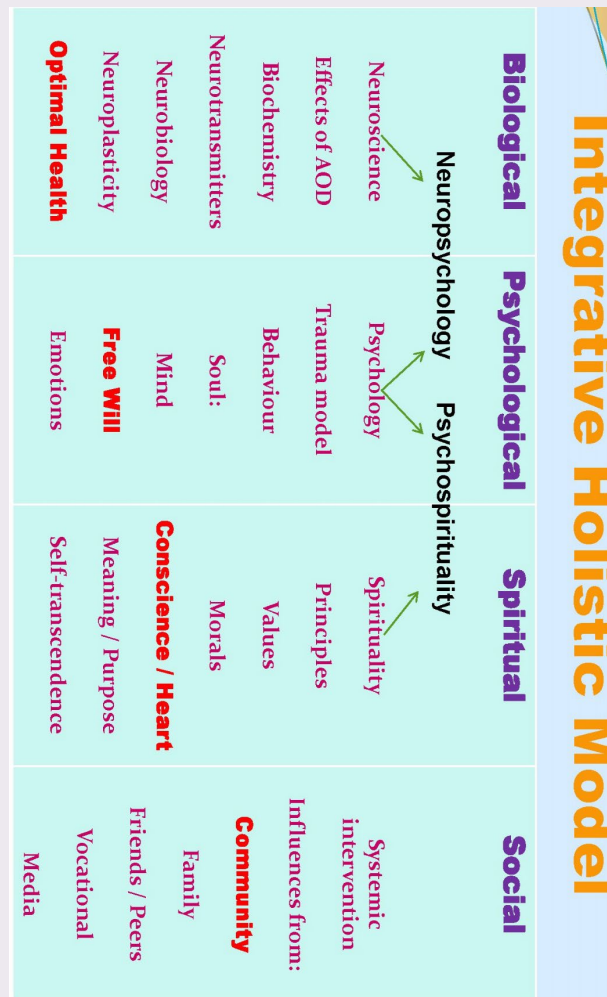 Integrative Holistic Model
Biological
Psychological
Spiritual
Social
Neuropsychology
Psychospirituality
Neuroscience
Effects of AOD
Biochemistry
Neurotransmitters
Neurobiology
Neuroplasticity
Optimal Health
Psychology
Trauma model
Behaviour
Soul:
Mind
Free Will
Emotions
Spirituality
Principles
Values
Morals
Conscience / Heart
Meaning / Purpose
Self-transcendence
Systemic
intervention
Influences from:
Community
Family
Friends / Peers
Vocational
Media